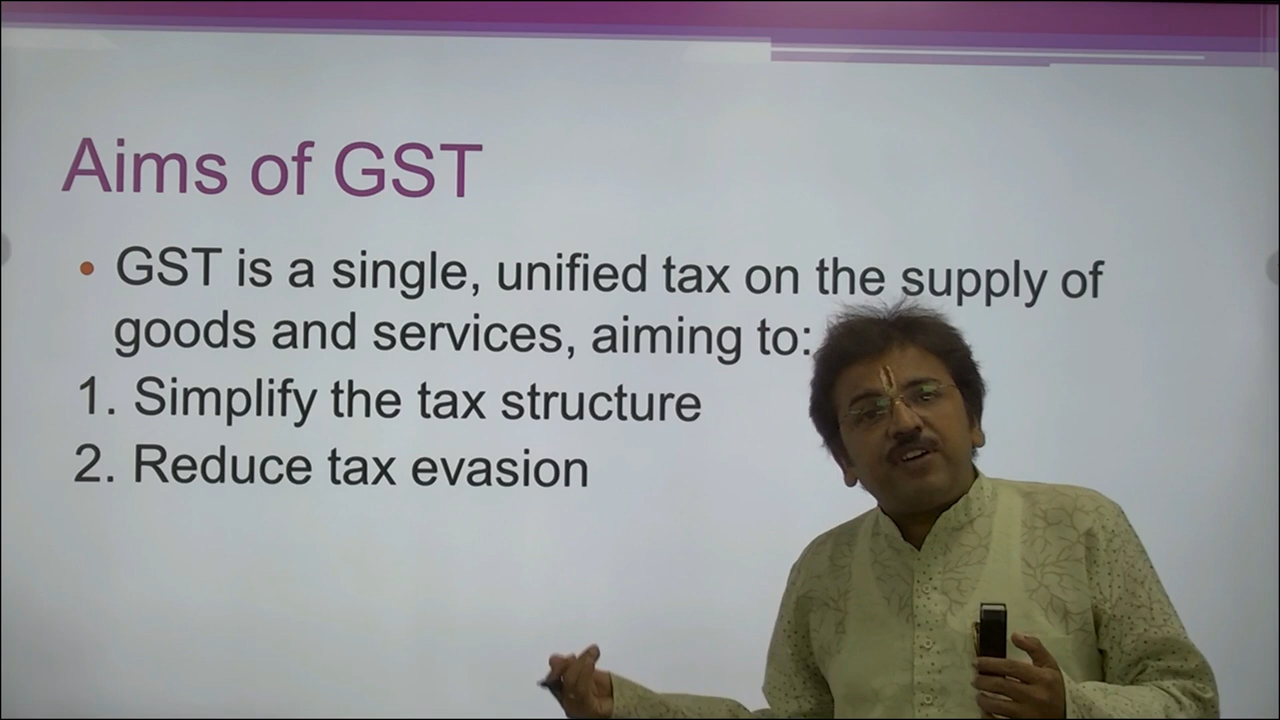 Aims of GST
• GST is a single, unified tax on the supply of
goods and services, aiming to:
1. Simplify the tax structure
2. Reduce tax evasion